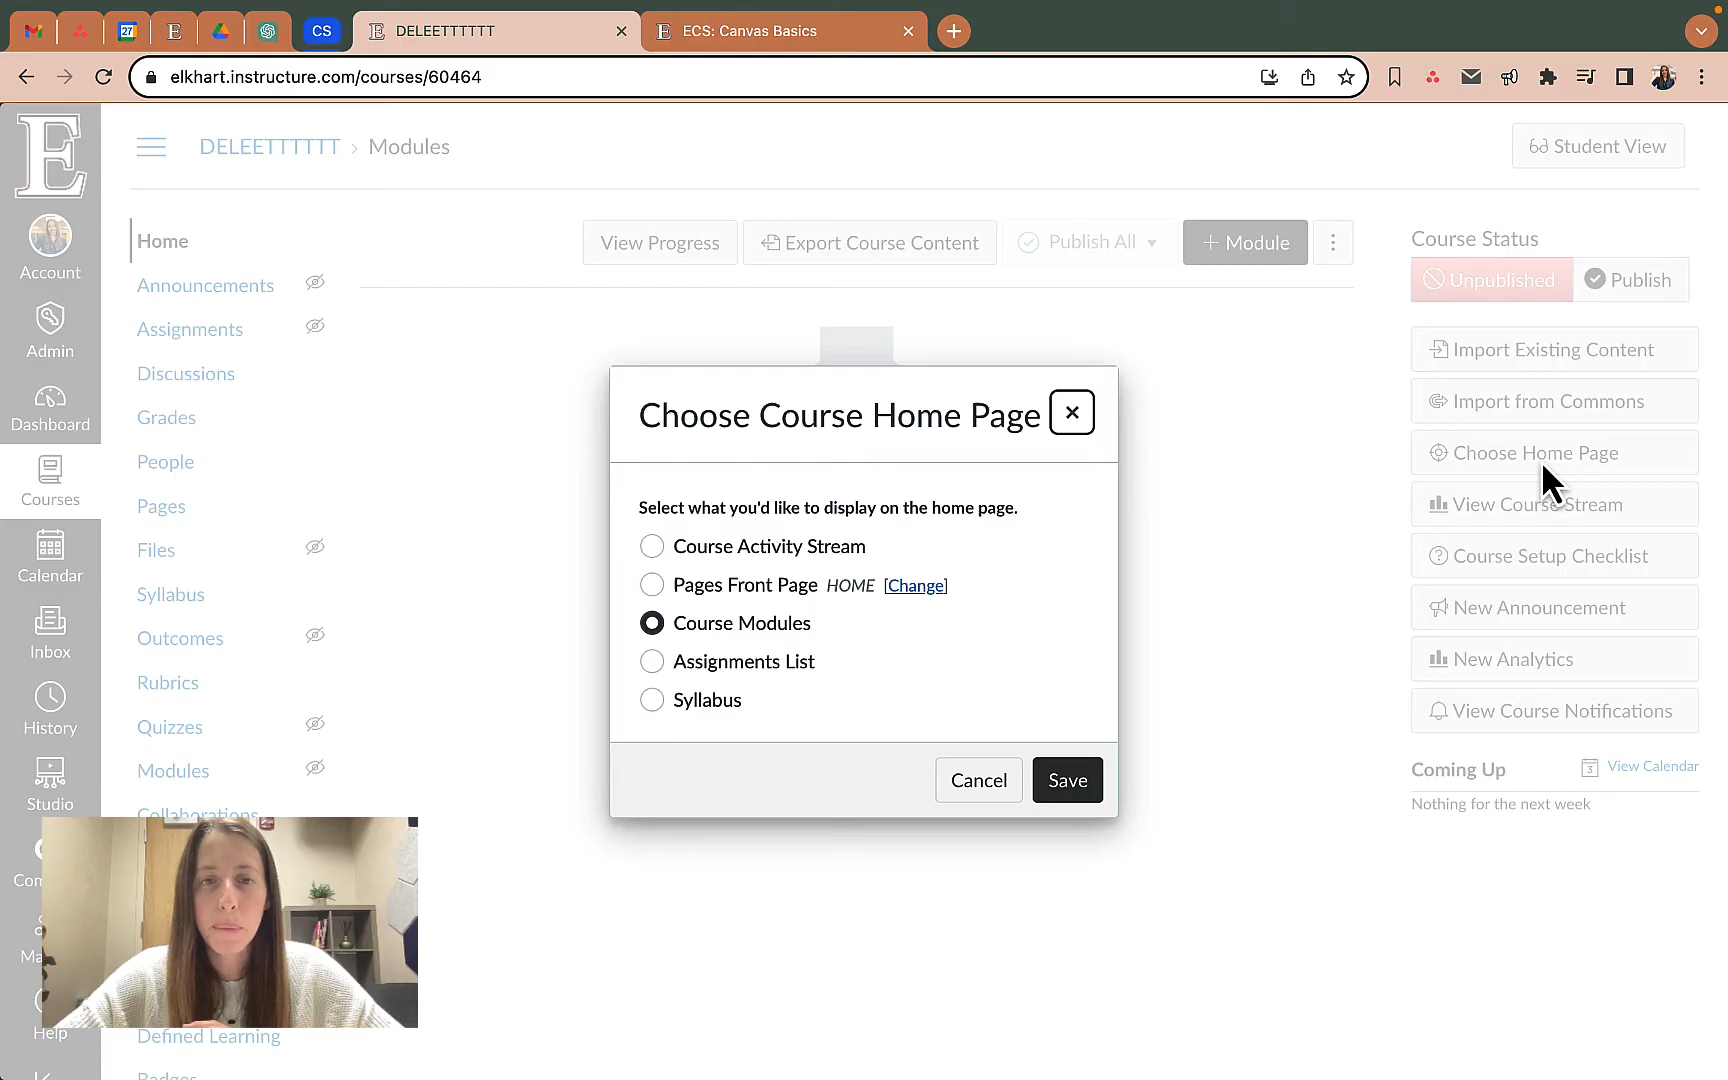 27
E
CS
E DELEETTTTTT
E ECS: Canvas Basics
elkhart.instructure.com/courses/60464
E
DELEETTTTTT > Modules
Student View
Account
Admin
Dashboard
Courses
Calendar
Inbox
History
Studio
Com
Ma
Help
Home
Announcements
Assignments
Discussions
Grades
People
Pages
Files
Syllabus
Outcomes
Rubrics
Quizzes
Modules
Collaborations
Defined Learning
Badges
View Progress
Export Course Content
Publish All
+ Module
Choose Course Home Page
Select what you'd like to display on the home page.
Course Activity Stream
Pages Front Page HOME [Change]
Course Modules
Assignments List
Syllabus
Cancel
Save
Course Status
Unpublished
Publish
Import Existing Content
Import from Commons
Choose Home Page
View Course Stream
Course Setup Checklist
New Announcement
New Analytics
View Course Notifications
Coming Up
3 View Calendar
Nothing for the next week